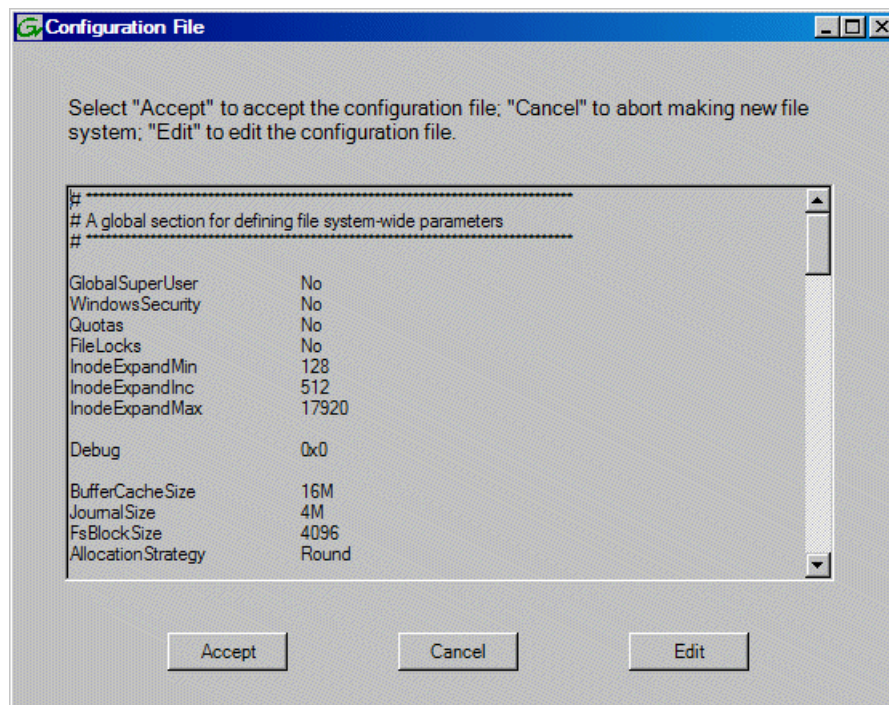 Configuration File
Select "Accept" to accept the configuration file; "Cancel" to abort making new file
system; "Edit" to edit the configuration file.
# ******************************************************************************
# A global section for defining file system-wide parameters
# ******************************************************************************
GlobalSuperUser No
WindowsSecurity No
Quotas No
FileLocks No
InodeExpandMin 128
InodeExpandInc 512
InodeExpandMax 17920
Debug 0x0
BufferCacheSize 16M
JournalSize 4M
FsBlockSize 4096
AllocationStrategy Round
Accept Cancel Edit